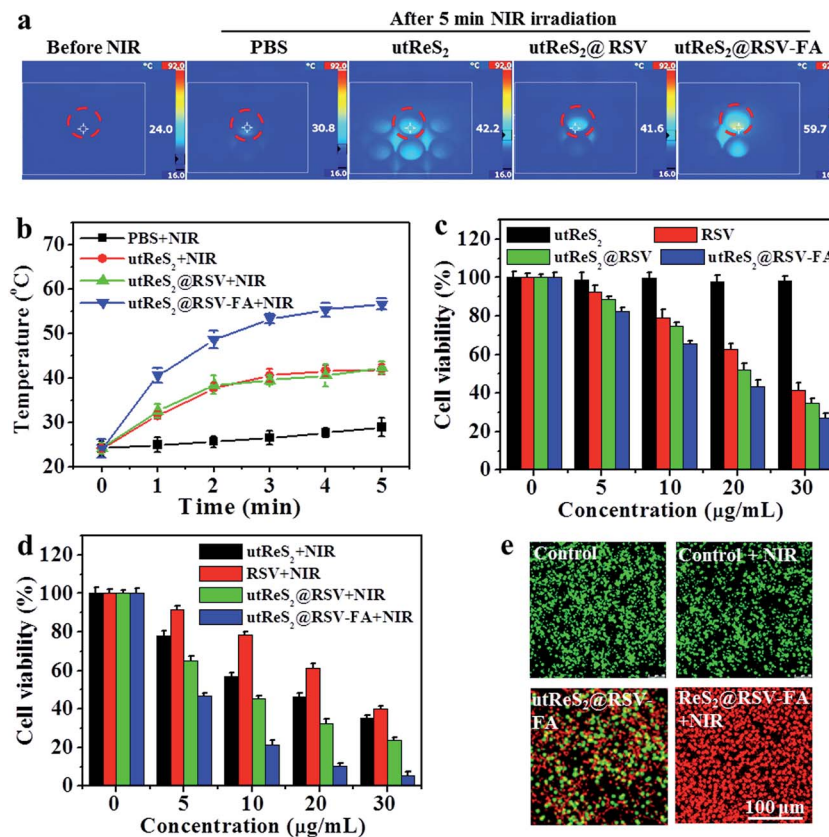 a
After 5 min NIR irradiation
Before NIR PBS utReS₂ utReS₂@ RSV utReS₂@RSV-FA
°C 92.0 °C 92.0 °C 92.0 °C 92.0 °C 92.0
24.0 30.8 42.2 41.6 59.7
16.0 16.0 16.0 16.0 16.0
b
PBS+NIR
utReS₂+NIR
utReS₂@RSV+NIR
utReS₂@RSV-FA+NIR
Temperature (°C)
70
60
50
40
30
20
0 1 2 3 4 5
Time (min)
c
utReS₂ RSV
utReS₂@RSV utReS₂@RSV-FA
Cell viability (%)
120
100
80
60
40
20
0
0 5 10 20 30
Concentration (µg/mL)
d
utReS₂+NIR
RSV+NIR
utReS₂@RSV+NIR
utReS₂@RSV-FA+NIR
Cell viability (%)
120
100
80
60
40
20
0
0 5 10 20 30
Concentration (µg/mL)
e
Control Control +NIR
utReS₂@RSV-
FA
ReS₂@RSV-FA
+NIR
100 µm